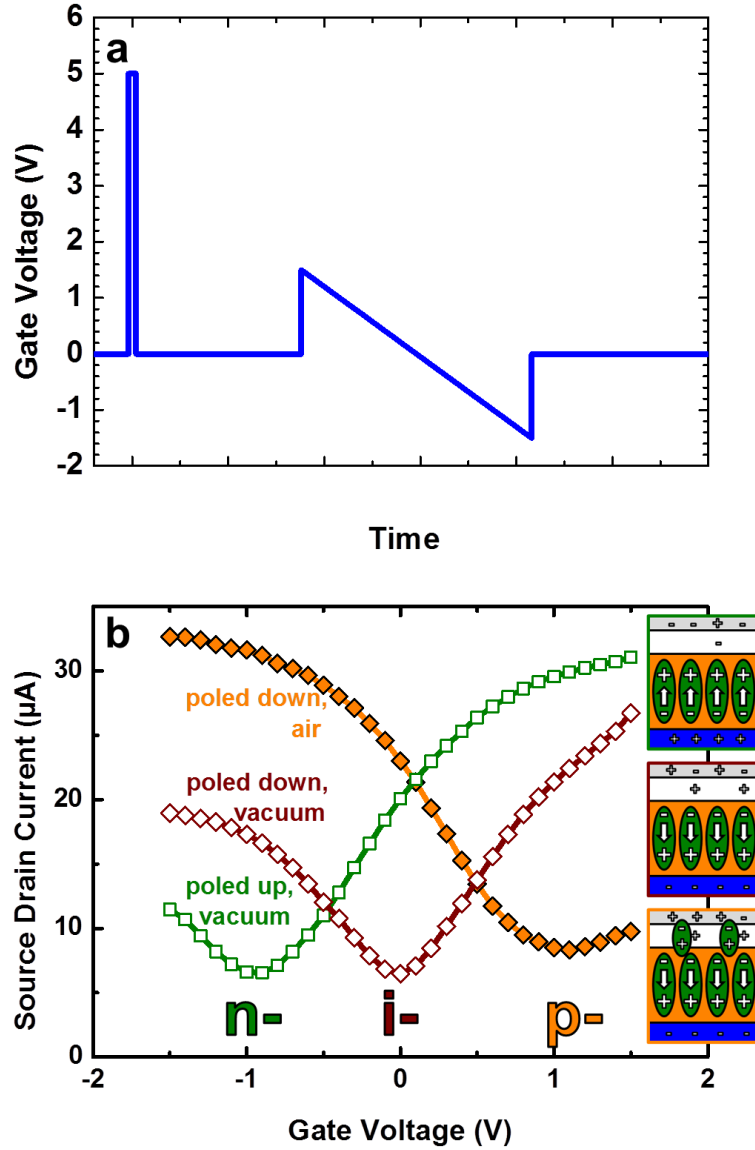 a
6
5
4
3
2
1
0
-1
-2
Gate Voltage (V)
Time
b
30
20
10
0
Source Drain Current (µA)
poled down,
air
poled down,
vacuum
poled up,
vacuum
n-
i-
p-
- - + -
-
+ + + +
- - - -
+ + + +
+ - + -
+ +
- - - -
+ + + +
- - - -
+ + + -
- + - +
+ +
- - - -
+ + + +
- - - -
-2
-1
0
1
2
Gate Voltage (V)